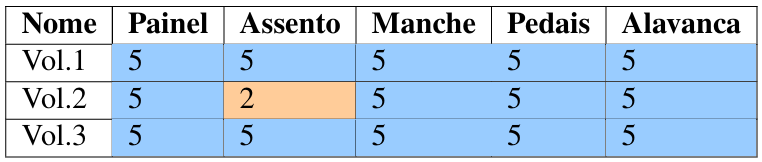 Nome Painel Assento Manche Pedais Alavanca
Vol.1 5 5 5 5 5
Vol.2 5 2 5 5 5
Vol.3 5 5 5 5 5